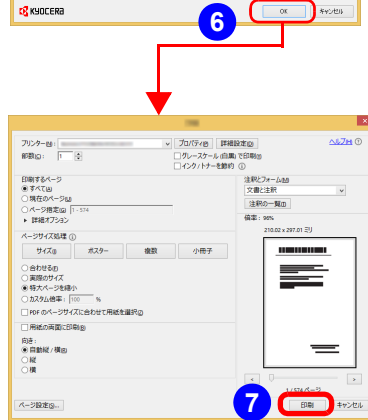 KYOCERA
6
OK
キャンセル
プリンター(N):
プロパティ(P)
詳細設定(D)
ヘルプ(H)
部数(C): 1
グレースケール (白黒) で印刷(G)
インク / トナーを節約
印刷するページ
すべて(A)
現在のページ(U)
ページ指定(G) 1 - 574
詳細オプション
注釈とフォーム(M)
文書と注釈
注釈の一覧(T)
倍率: 96%
210.02 x 297.01 ミリ
ページサイズ処理
サイズ(I)
ポスター
複数
小冊子
合わせる(F)
実際のサイズ
特大ページを縮小
カスタム倍率: 100 %
PDF のページサイズに合わせて用紙を選択(Z)
用紙の両面に印刷(B)
向き:
自動縦 / 横(R)
縦
横
1 / 574 ページ
ページ設定(S)...
7
印刷
キャンセル